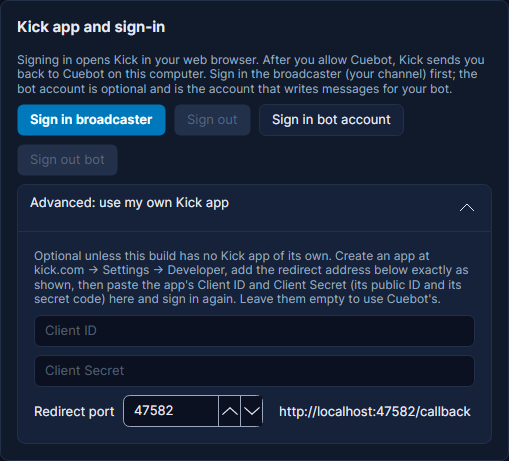 Kick app and sign-in
Signing in opens Kick in your web browser. After you allow Cuebot, Kick sends you
back to Cuebot on this computer. Sign in the broadcaster (your channel) first; the
bot account is optional and is the account that writes messages for your bot.
Sign in broadcaster
Sign out
Sign in bot account
Sign out bot
Advanced: use my own Kick app
Optional unless this build has no Kick app of its own. Create an app at
kick.com → Settings → Developer, add the redirect address below exactly as
shown, then paste the app's Client ID and Client Secret (its public ID and its
secret code) here and sign in again. Leave them empty to use Cuebot's.
Client ID
Client Secret
Redirect port
47582
http://localhost:47582/callback